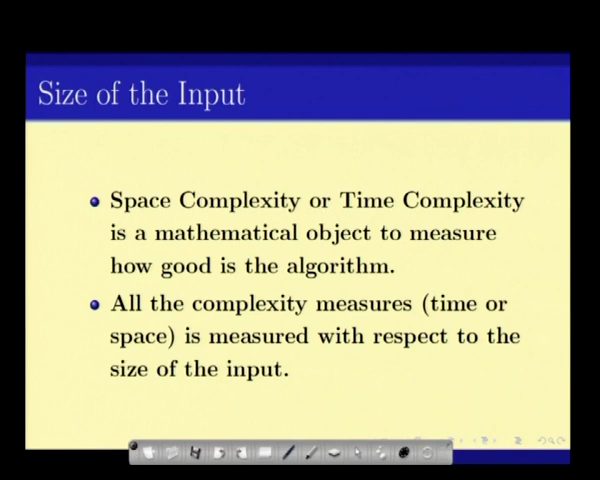 Size of the Input
Space Complexity or Time Complexity
is a mathematical object to measure
how good is the algorithm.
All the complexity measures (time or
space) is measured with respect to the
size of the input.